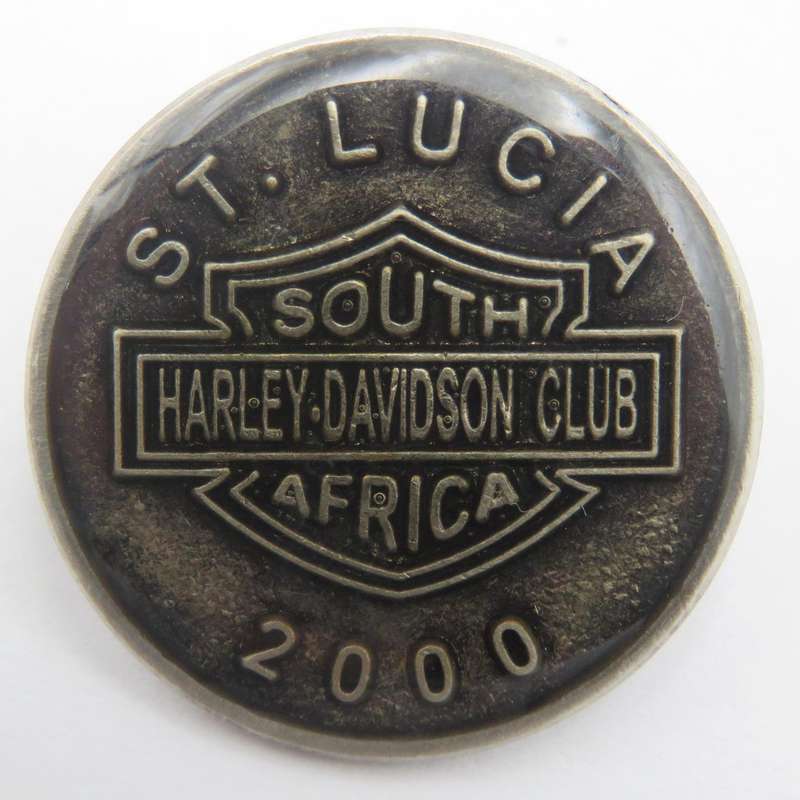 ST. LUCIA
SOUTH
HARLEY·DAVIDSON CLUB
AFRICA
2000